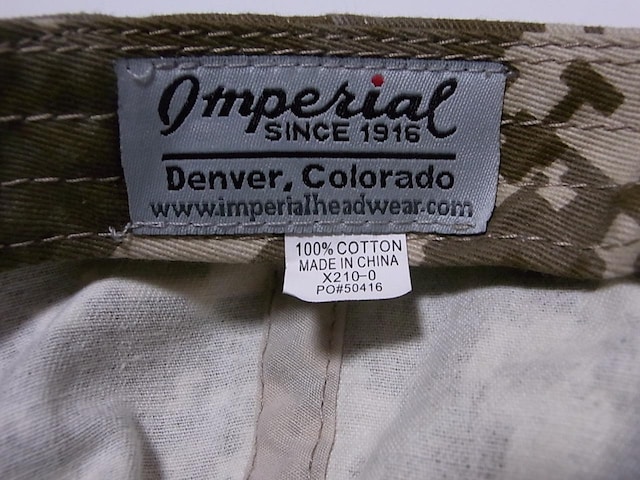 Imperial
SINCE 1916
Denver, Colorado
www.imperialheadwear.com
100% COTTON
MADE IN CHINA
X210-0
PO#50416